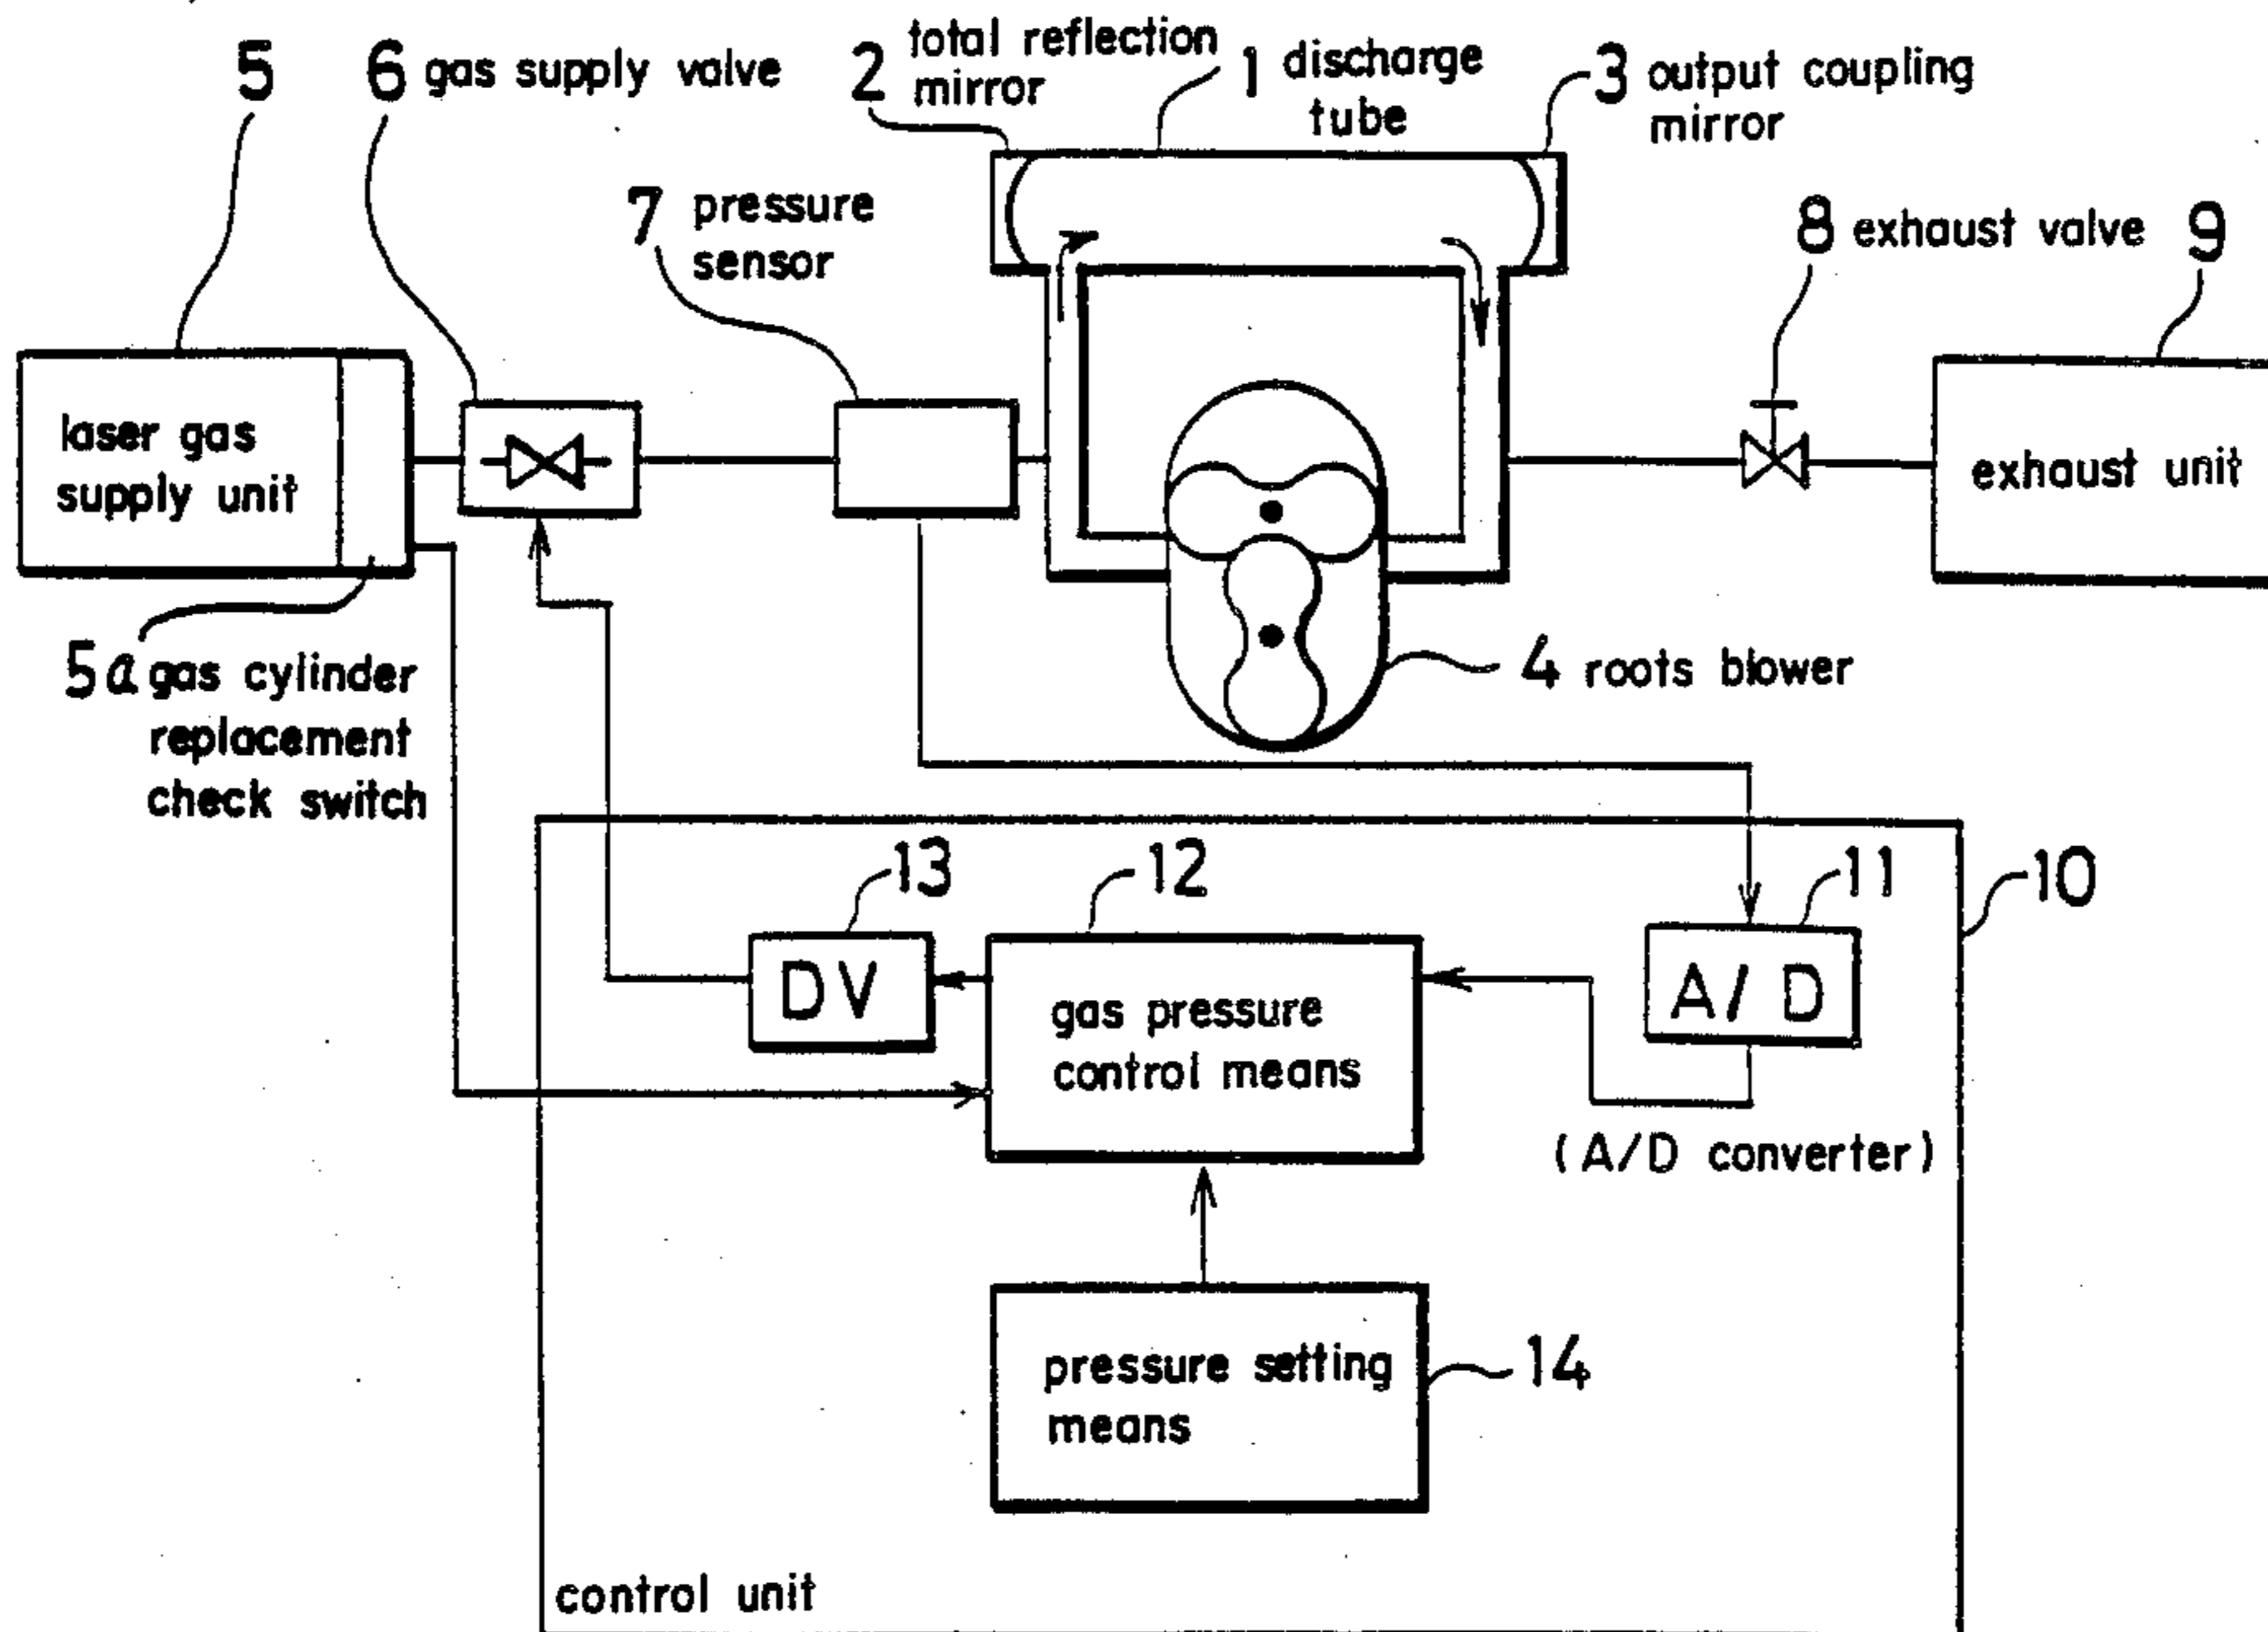 5
6 gas supply valve
2 total reflection
mirror
1 discharge
tube
3 output coupling
mirror
7 pressure
sensor
8 exhaust valve
9
laser gas
supply unit
exhaust unit
5a gas cylinder
replacement
check switch
4 roots blower
13
12
11
10
DV
gas pressure
control means
A/D
(A/D converter)
pressure setting
means
14
control unit